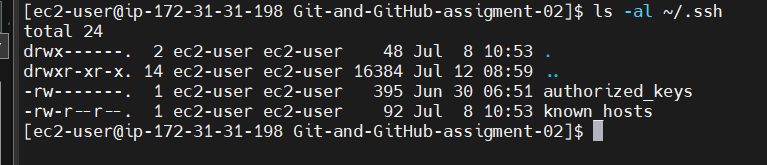 [ec2-user@ip-172-31-31-198 Git-and-GitHub-assigment-02]$ ls -al ~/.ssh
total 24
drwx------.  2 ec2-user ec2-user    48 Jul  8 10:53 .
drwxr-xr-x. 14 ec2-user ec2-user 16384 Jul 12 08:59 ..
-rw-------.  1 ec2-user ec2-user   395 Jun 30 06:51 authorized_keys
-rw-r--r--.  1 ec2-user ec2-user    92 Jul  8 10:53 known_hosts
[ec2-user@ip-172-31-31-198 Git-and-GitHub-assigment-02]$